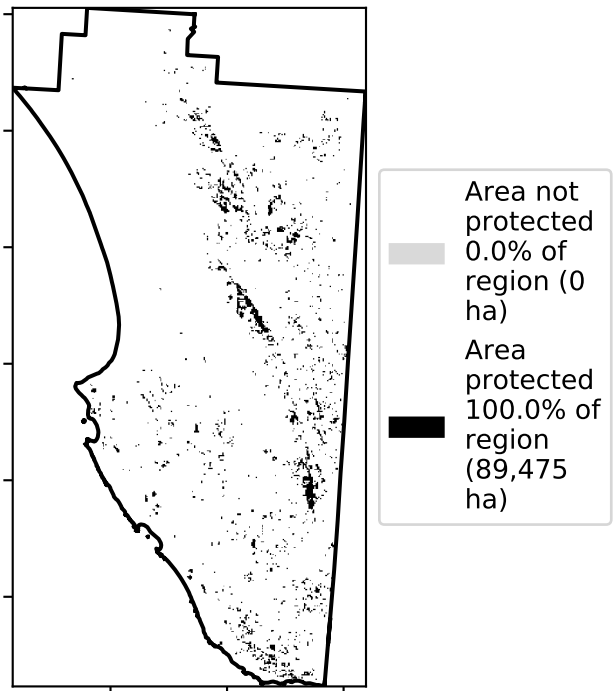 Area not
protected
0.0% of
region (0
ha)
Area
protected
100.0% of
region
(89,475
ha)